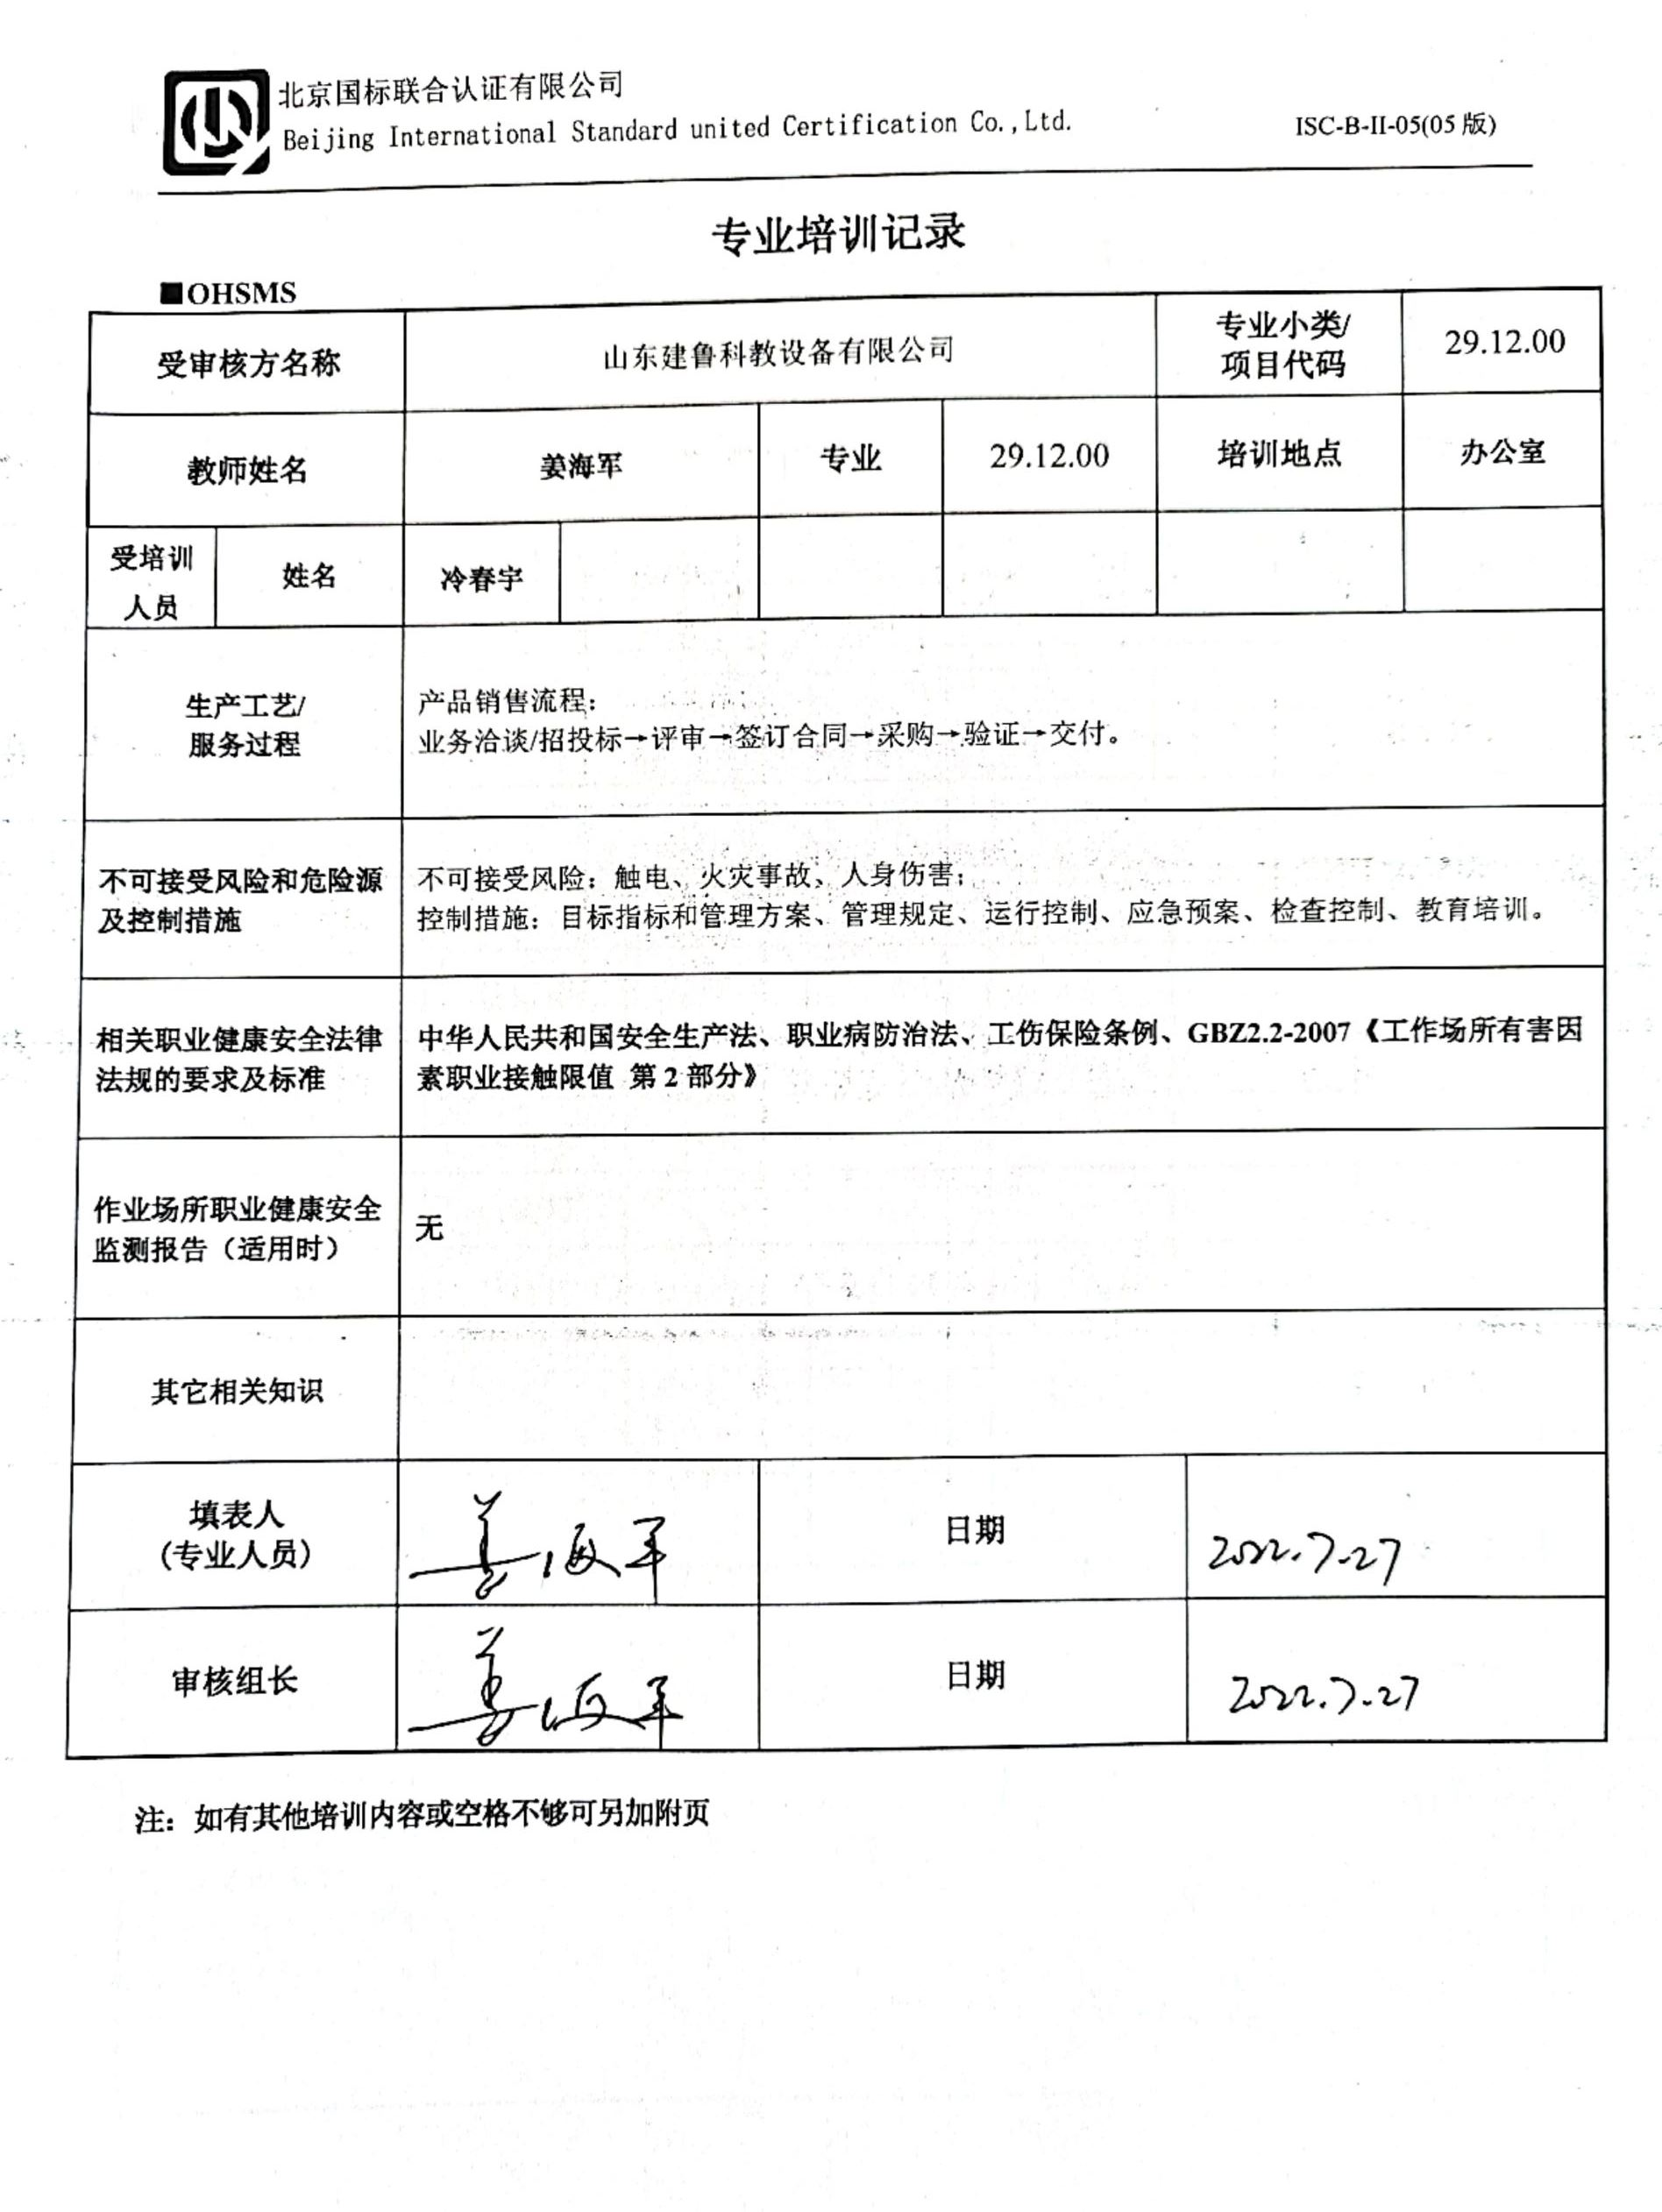 北京国标联合认证有限公司
Beijing International Standard united Certification Co.,Ltd.
ISC-B-II-05(05 版)
专业培训记录
■OHSMS
受审核方名称
山东建鲁科教设备有限公司
专业小类/
项目代码
29.12.00
教师姓名
姜海军
专业
29.12.00
培训地点
办公室
受培训
人员
姓名
冷春宇
生产工艺/
服务过程
产品销售流程：
业务洽谈/招投标→评审→签订合同→采购→验证→交付。
不可接受风险和危险源
及控制措施
不可接受风险：触电、火灾事故、人身伤害；
控制措施：目标指标和管理方案、管理规定、运行控制、应急预案、检查控制、教育培训。
相关职业健康安全法律
法规的要求及标准
中华人民共和国安全生产法、职业病防治法、工伤保险条例、GBZ2.2-2007《工作场所有害因
素职业接触限值 第 2 部分》
作业场所职业健康安全
监测报告（适用时）
无
其它相关知识
填表人
(专业人员)
姜海军
日期
2022.7.27
审核组长
姜海军
日期
2022.7.27
注：如有其他培训内容或空格不够可另加附页